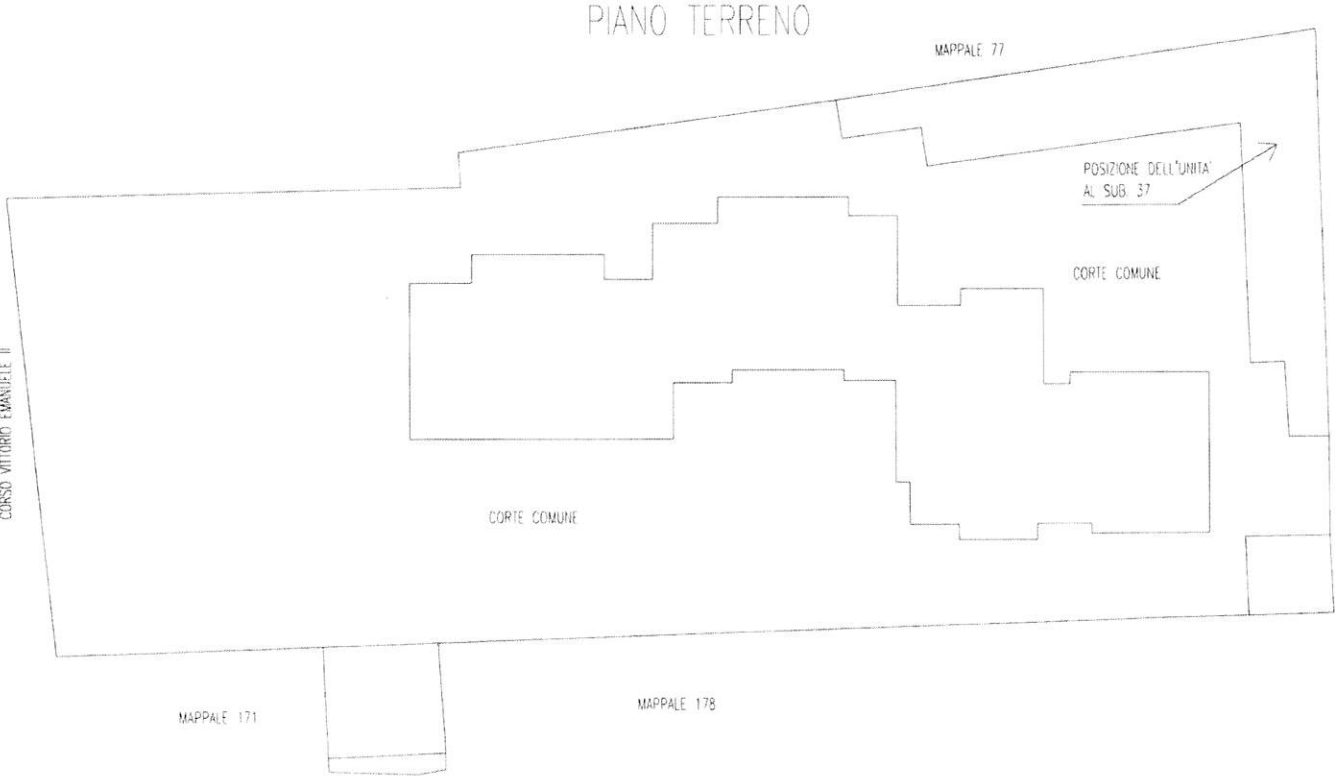 PIANO TERRENO
MAPPALE 77
POSIZIONE DELL'UNITA'
AL SUB. 37
CORTE COMUNE
CORSO VITTORIO EMANUELE II
CORTE COMUNE
MAPPALE 171
MAPPALE 178